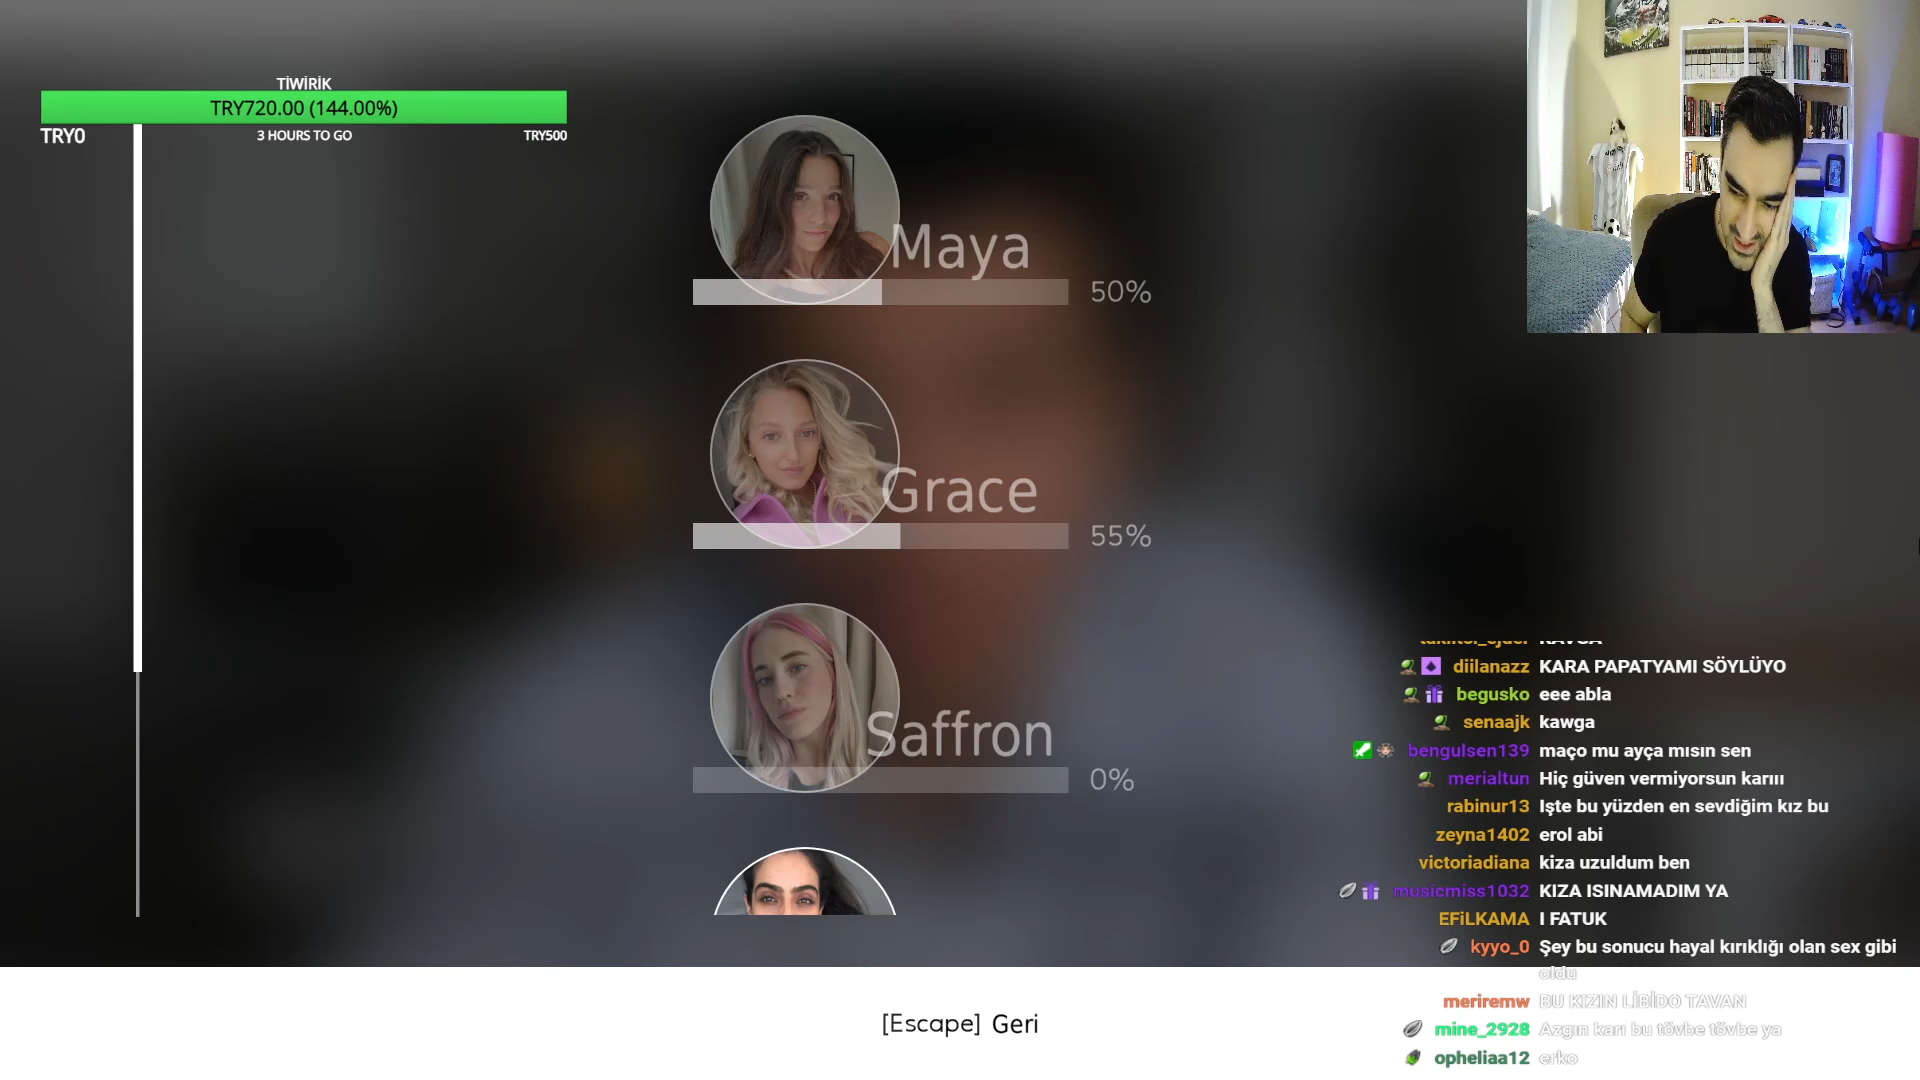 TİWİRİK
TRY720.00 (144.00%)
TRY0
3 HOURS TO GO
TRY500
Maya
50%
Grace
55%
Saffron
0%
diilanazz KARA PAPATYAMI SÖYLÜYO
begusko eee abla
senaajk kawga
bengulsen139 maço mu ayça mısın sen
merialtun Hiç güven vermiyorsun karııı
rabinur13 Işte bu yüzden en sevdiğim kız bu
zeyna1402 erol abi
victoriadiana kiza uzuldum ben
musicmiss1032 KIZA ISINAMADIM YA
EFiLKAMA I FATUK
kyyo_0 Şey bu sonucu hayal kırıklığı olan sex gibi
oldu
meriremw BU KIZIN LİBİDO TAVAN
mine_2928 Azgın karı bu tövbe tövbe ya
opheliaa12 erko
[Escape] Geri